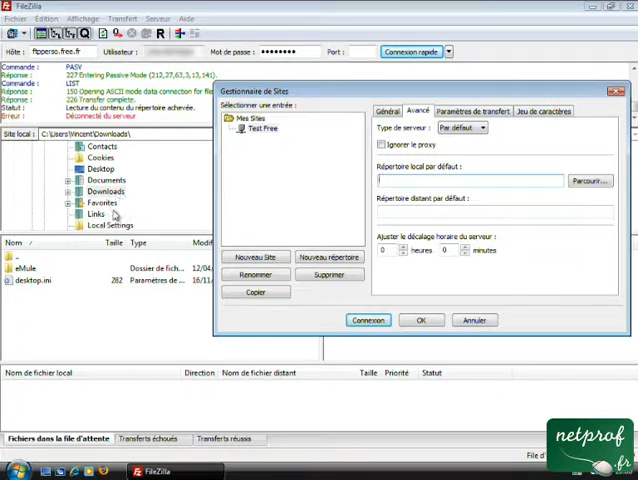 FileZilla
Fichier Edition Affichage Transfert Serveur Aide
Hôte : ftpperso.free.fr Utilisateur : Mot de passe : •••••••• Port : Connexion rapide
Commande : PASV
Réponse : 227 Entering Passive Mode (212,27,63,3,13,141).
Commande : LIST
Réponse : 150 Opening ASCII mode data connection for file
Réponse : 226 Transfer complete.
Statut : Lecture du contenu du répertoire achevée.
Erreur : Déconnecté du serveur
Site local : C:\Users\Vincent\Downloads\
Contacts
Cookies
Desktop
Documents
Downloads
Favorites
Links
Local Settings
Nom de fichier Taille Type de fichier
..
eMule Dossier de fich... 12/04/
desktop.ini 282 Paramètres de ... 16/11/
Gestionnaire de Sites
Sélectionner une entrée :
Mes Sites
Test Free
Nouveau Site Nouveau répertoire
Renommer Supprimer
Copier
Général Avancé Paramètres de transfert Jeu de caractères
Type de serveur : Par défaut
Ignorer le proxy
Répertoire local par défaut :
Parcourir...
Répertoire distant par défaut :
Ajuster le décalage horaire du serveur :
0 heures 0 minutes
Connexion OK Annuler
Nom de fichier local Direction Nom de fichier distant Taille Priorité Statut
Fichiers dans la file d'attente Transferts échoués Transferts réussis
File d'
FileZilla
netprof.fr